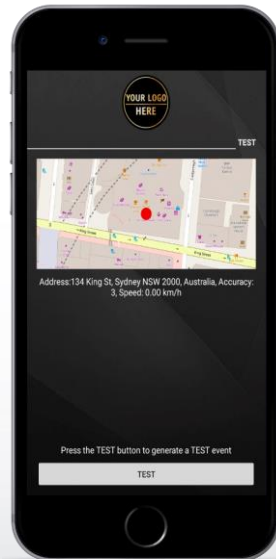 YOUR LOGO
HERE
TEST
Address:134 King St, Sydney NSW 2000, Australia, Accuracy:
3, Speed: 0.00 km/h
Press the TEST button to generate a TEST event
TEST